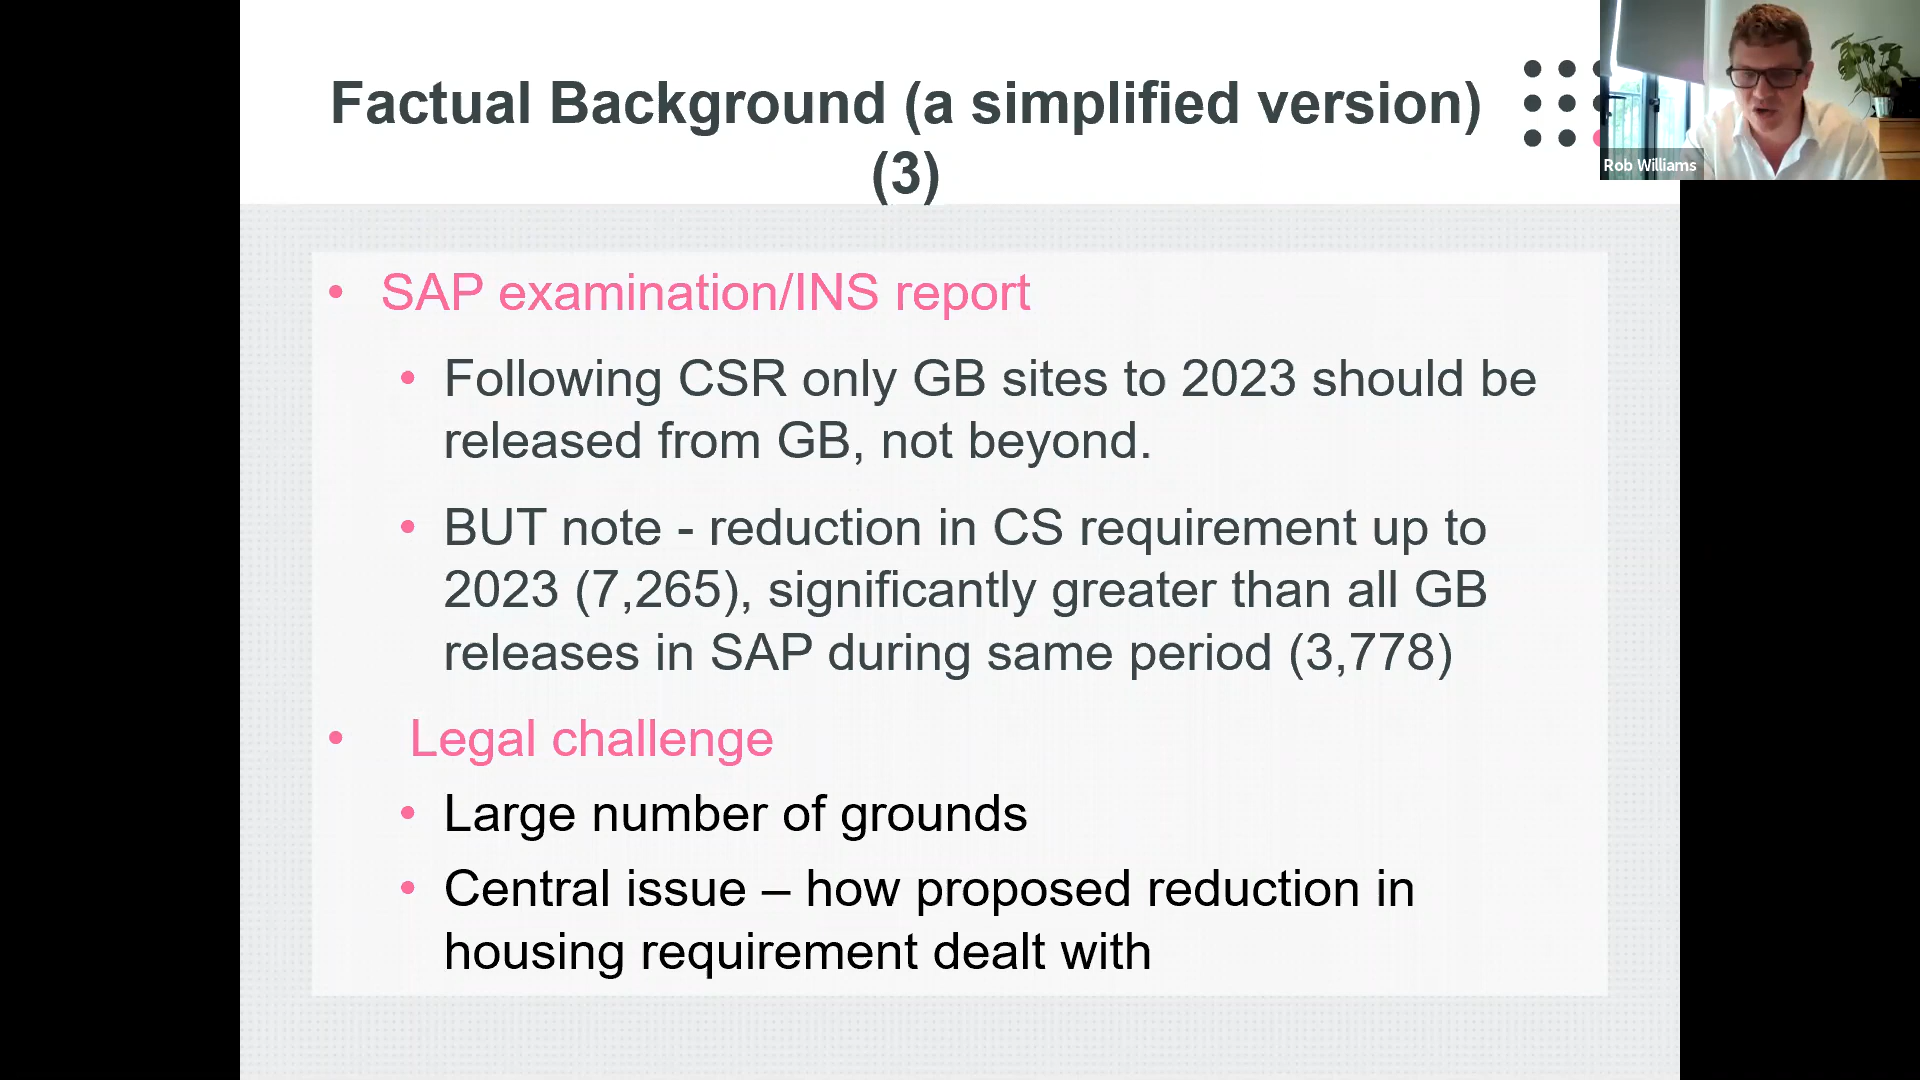 Factual Background (a simplified version)
(3)
Rob Williams
• SAP examination/INS report
• Following CSR only GB sites to 2023 should be
released from GB, not beyond.
• BUT note - reduction in CS requirement up to
2023 (7,265), significantly greater than all GB
releases in SAP during same period (3,778)
• Legal challenge
• Large number of grounds
• Central issue – how proposed reduction in
housing requirement dealt with